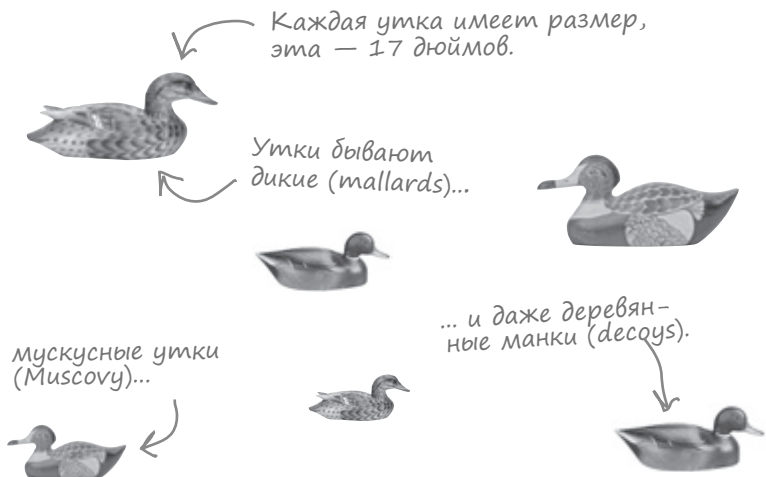 Каждая утка имеет размер,
эта — 17 дюймов.
Утки бывают
дикие (mallards)...
... и даже деревян-
ные манки (decoys).
мускусные утки
(Muscovy)...